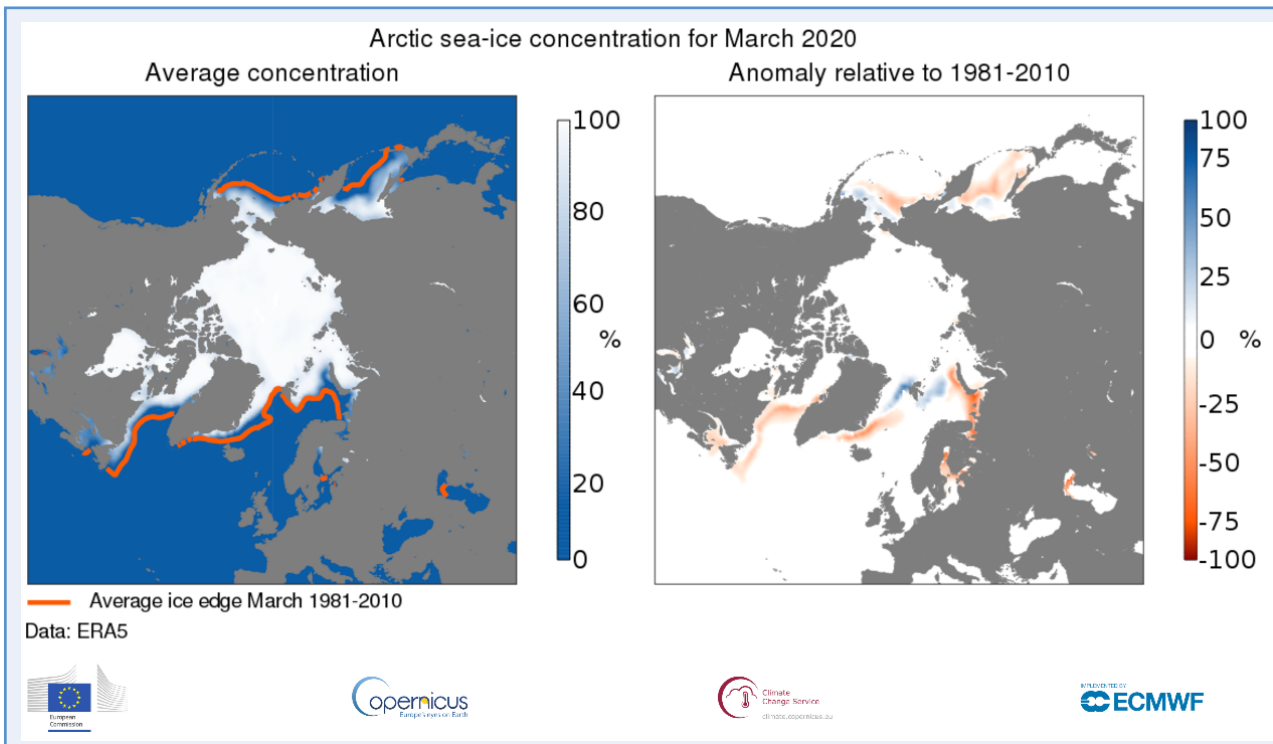 Arctic sea-ice concentration for March 2020
Average concentration
Anomaly relative to 1981-2010
100
80
60
%
40
20
0
100
75
50
25
0 %
-25
-50
-75
-100
Average ice edge March 1981-2010
Data: ERA5
European
Commission
opernicus
Europe's eyes on Earth
Climate
Change Service
climate.copernicus.eu
IMPLEMENTED BY
ECMWF